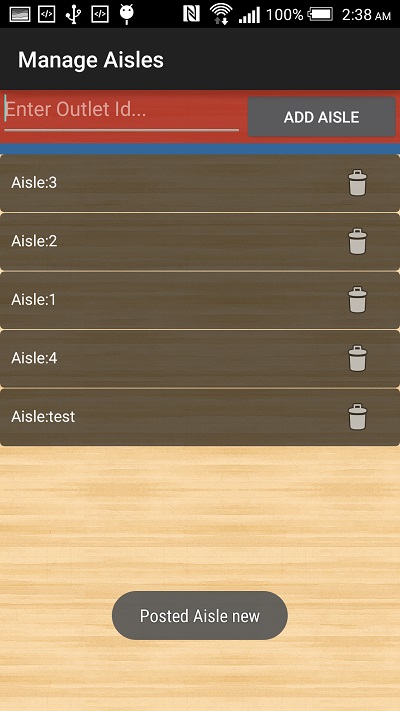 100% 2:38 AM
Manage Aisles
Enter Outlet Id... ADD AISLE
Aisle:3
Aisle:2
Aisle:1
Aisle:4
Aisle:test
Posted Aisle new